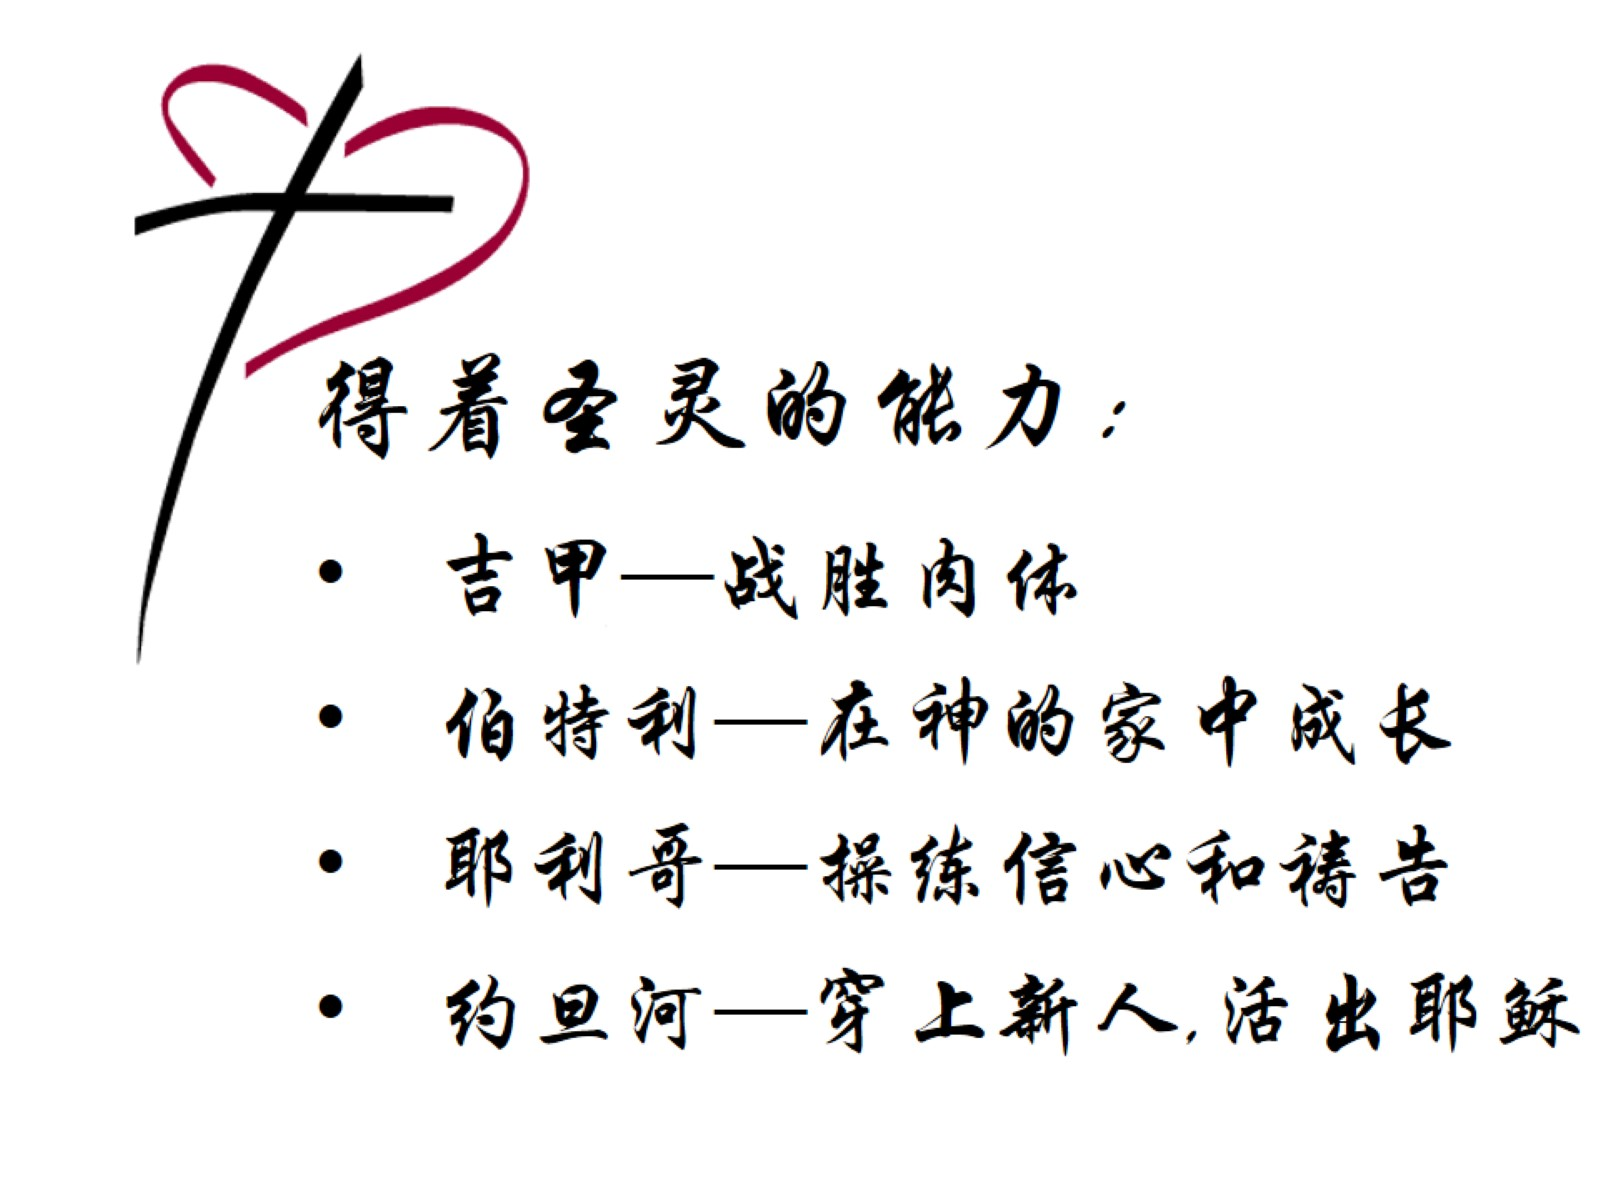 得着圣灵的能力：
• 吉甲—战胜肉体
• 伯特利—在神的家中成长
• 耶利哥—操练信心和祷告
• 约旦河—穿上新人,活出耶稣